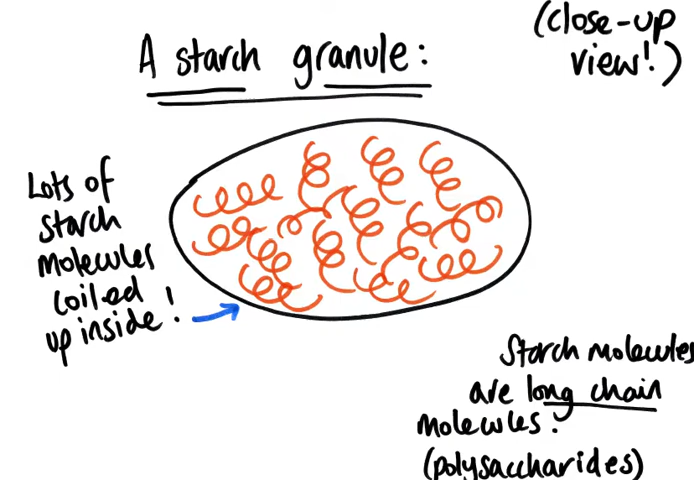 (close-up
view!)
A starch granule:
Lots of
starch
molecules
coiled
up inside!
Starch molecules
are long chain
molecules.
(polysaccharides)